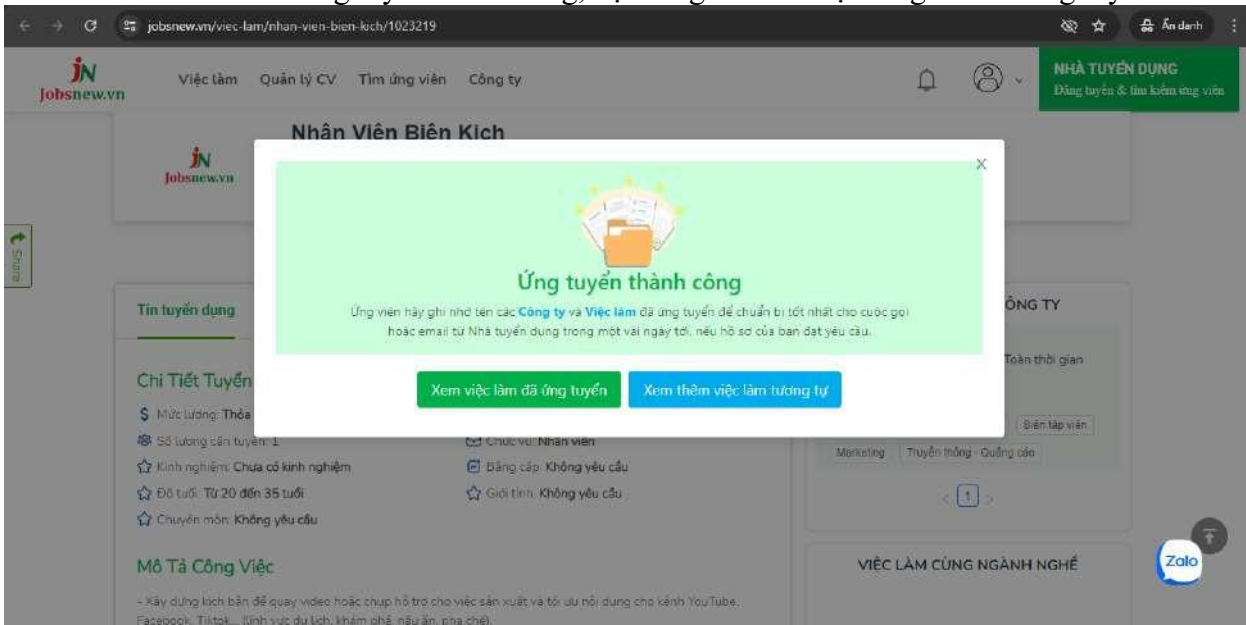 jobsnew.vn/viec-lam/nhan-vien-bien-kich/1023219
Ẩn danh
jN
Jobsnew.vn
Việc làm Quản lý CV Tìm ứng viên Công ty
NHÀ TUYỂN DỤNG
Đăng tuyển & tìm kiếm ứng viên
Nhân Viên Biên Kịch
jN
Jobsnew.vn
X
Share
Ứng tuyển thành công
Ứng viên hãy ghi nhớ tên các Công ty và Việc làm đã ứng tuyển để chuẩn bị tốt nhất cho cuộc gọi
hoặc email từ Nhà tuyển dụng trong một vài ngày tới, nếu hồ sơ của bạn đạt yêu cầu.
Xem việc làm đã ứng tuyển Xem thêm việc làm tương tự
Tin tuyển dụng
ÔNG TY
Toàn thời gian
Chi Tiết Tuyển
Mức lương: Thỏa
Số lượng cần tuyển: 1 Chức vụ: Nhân viên
Biên tập viên
Kinh nghiệm: Chưa có kinh nghiệm Bằng cấp: Không yêu cầu
Marketing Truyền thông - Quảng cáo
Độ tuổi: Từ 20 đến 35 tuổi Giới tính: Không yêu cầu
< 1 >
Chuyên môn: Không yêu cầu
Mô Tả Công Việc
VIỆC LÀM CÙNG NGÀNH NGHỀ
Zalo
- Xây dựng kịch bản để quay video hoặc chụp hỗ trợ cho việc sản xuất và tối ưu nội dung cho kênh YouTube,
Facebook, Tiktok... (lĩnh vực du lịch, khám phá, nấu ăn, pha chế).